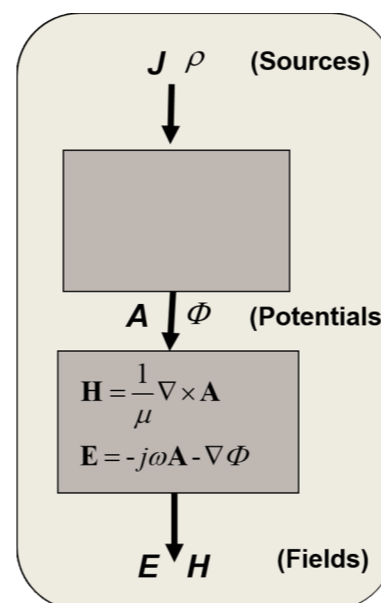 J ρ (Sources)
A Φ (Potentials
H = 1/μ ∇ × A
E = -jωA - ∇Φ
E H (Fields)